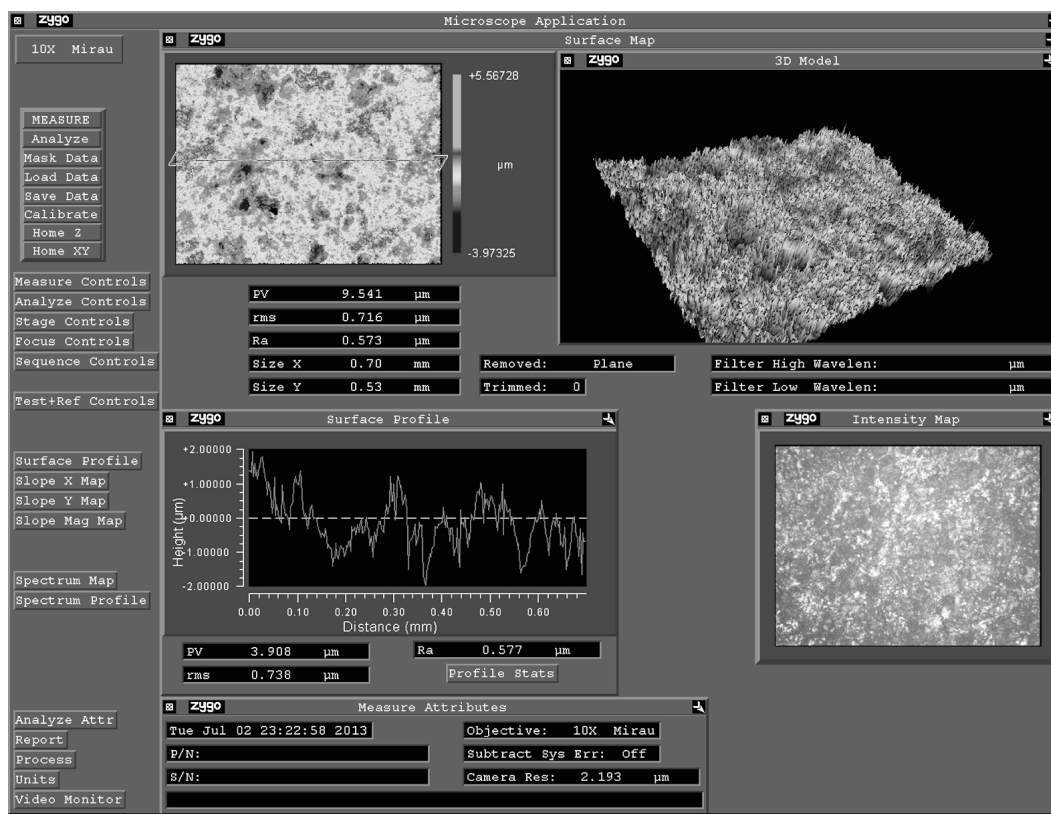 zygo Microscope Application
10X Mirau
MEASURE
Analyze
Mask Data
Load Data
Save Data
Calibrate
Home Z
Home XY
Measure Controls
Analyze Controls
Stage Controls
Focus Controls
Sequence Controls
Test+Ref Controls
Surface Profile
Slope X Map
Slope Y Map
Slope Mag Map
Spectrum Map
Spectrum Profile
Analyze Attr
Report
Process
Units
Video Monitor
zygo Surface Map
+5.56728
µm
-3.97325
PV 9.541 µm
rms 0.716 µm
Ra 0.573 µm
Size X 0.70 mm
Size Y 0.53 mm
Removed: Plane
Trimmed: 0
Filter High Wavelen: µm
Filter Low Wavelen: µm
zygo 3D Model
zygo Surface Profile
+2.00000
+1.00000
+0.00000
-1.00000
-2.00000
Height (µm)
0.00 0.10 0.20 0.30 0.40 0.50 0.60
Distance (mm)
PV 3.908 µm
rms 0.738 µm
Ra 0.577 µm
Profile Stats
zygo Intensity Map
zygo Measure Attributes
Tue Jul 02 23:22:58 2013
P/N:
S/N:
Objective: 10X Mirau
Subtract Sys Err: Off
Camera Res: 2.193 µm